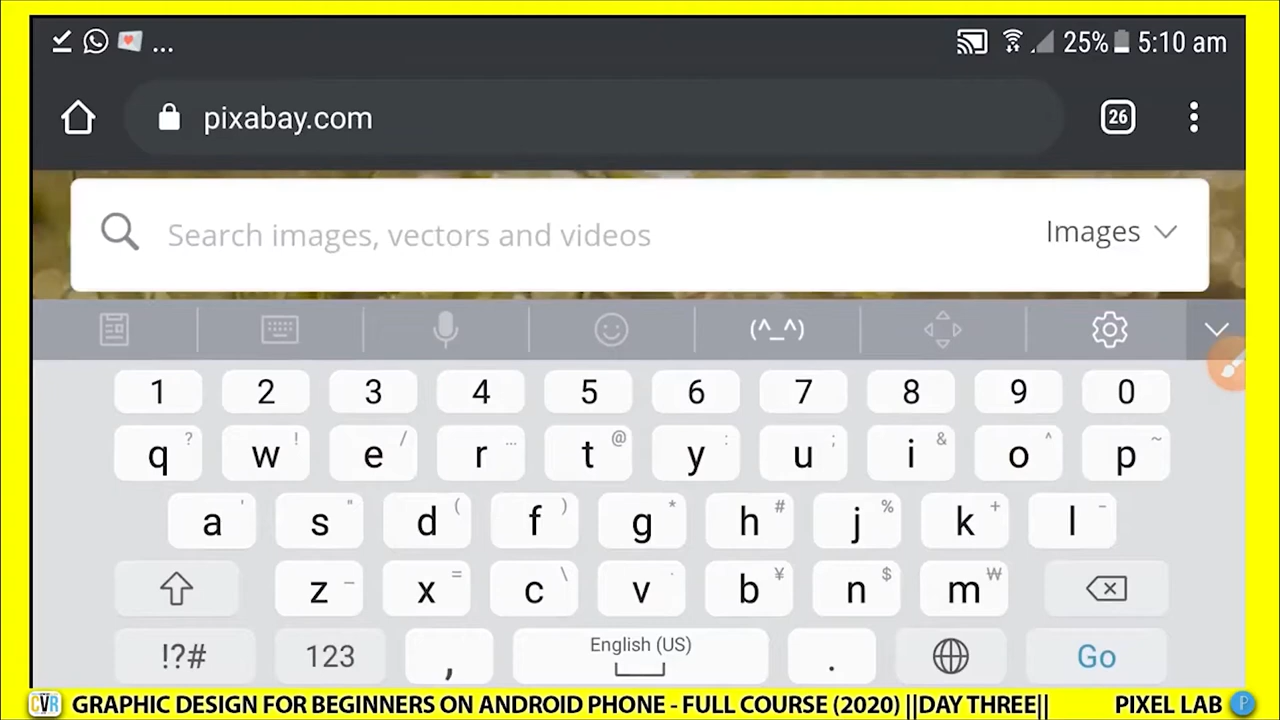 ... 25% 5:10 am
pixabay.com 26
Search images, vectors and videos Images
(^_^)
1 2 3 4 5 6 7 8 9 0
q ? w ! e / r ... t @ y : u ; i & o ^ p ~
a ' s " d ( f ) g * h # j % k + l -
z _ x = c \ v · b ¥ n $ m ₩
!?# 123 , English (US) . Go
CVR GRAPHIC DESIGN FOR BEGINNERS ON ANDROID PHONE - FULL COURSE (2020) ||DAY THREE|| PIXEL LAB P